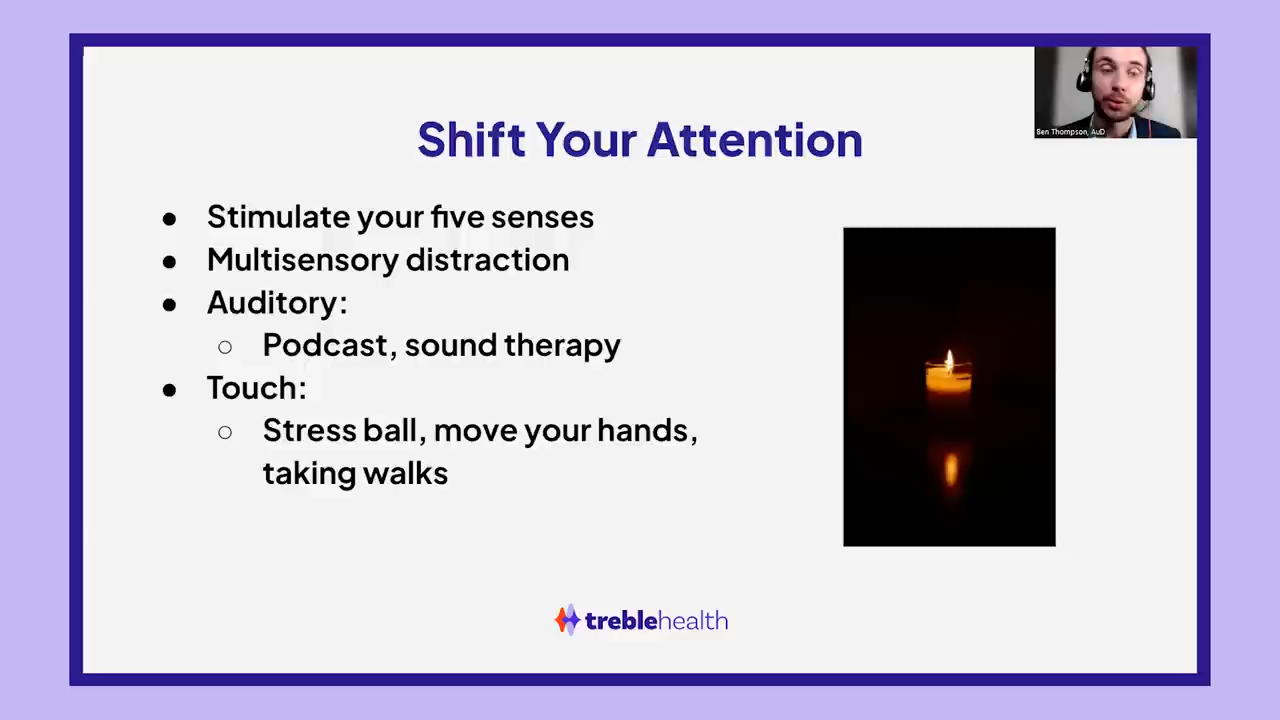 Ben Thompson, AuD
Shift Your Attention
● Stimulate your five senses
● Multisensory distraction
● Auditory:
○ Podcast, sound therapy
● Touch:
○ Stress ball, move your hands,
taking walks
treblehealth